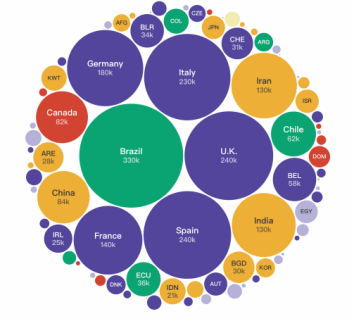 AFG
BLR
34k
COL
CZE
JPN
CHE
31k
ARG
Germany
180k
Italy
230k
KWT
Iran
130k
ISR
Canada
82k
Brazil
330k
U.K.
240k
Chile
62k
ARE
28k
DOM
BEL
58k
China
84k
EGY
Spain
240k
India
130k
IRL
25k
France
140k
ECU
36k
BGD
30k
KOR
DNK
IDN
21k
AUT